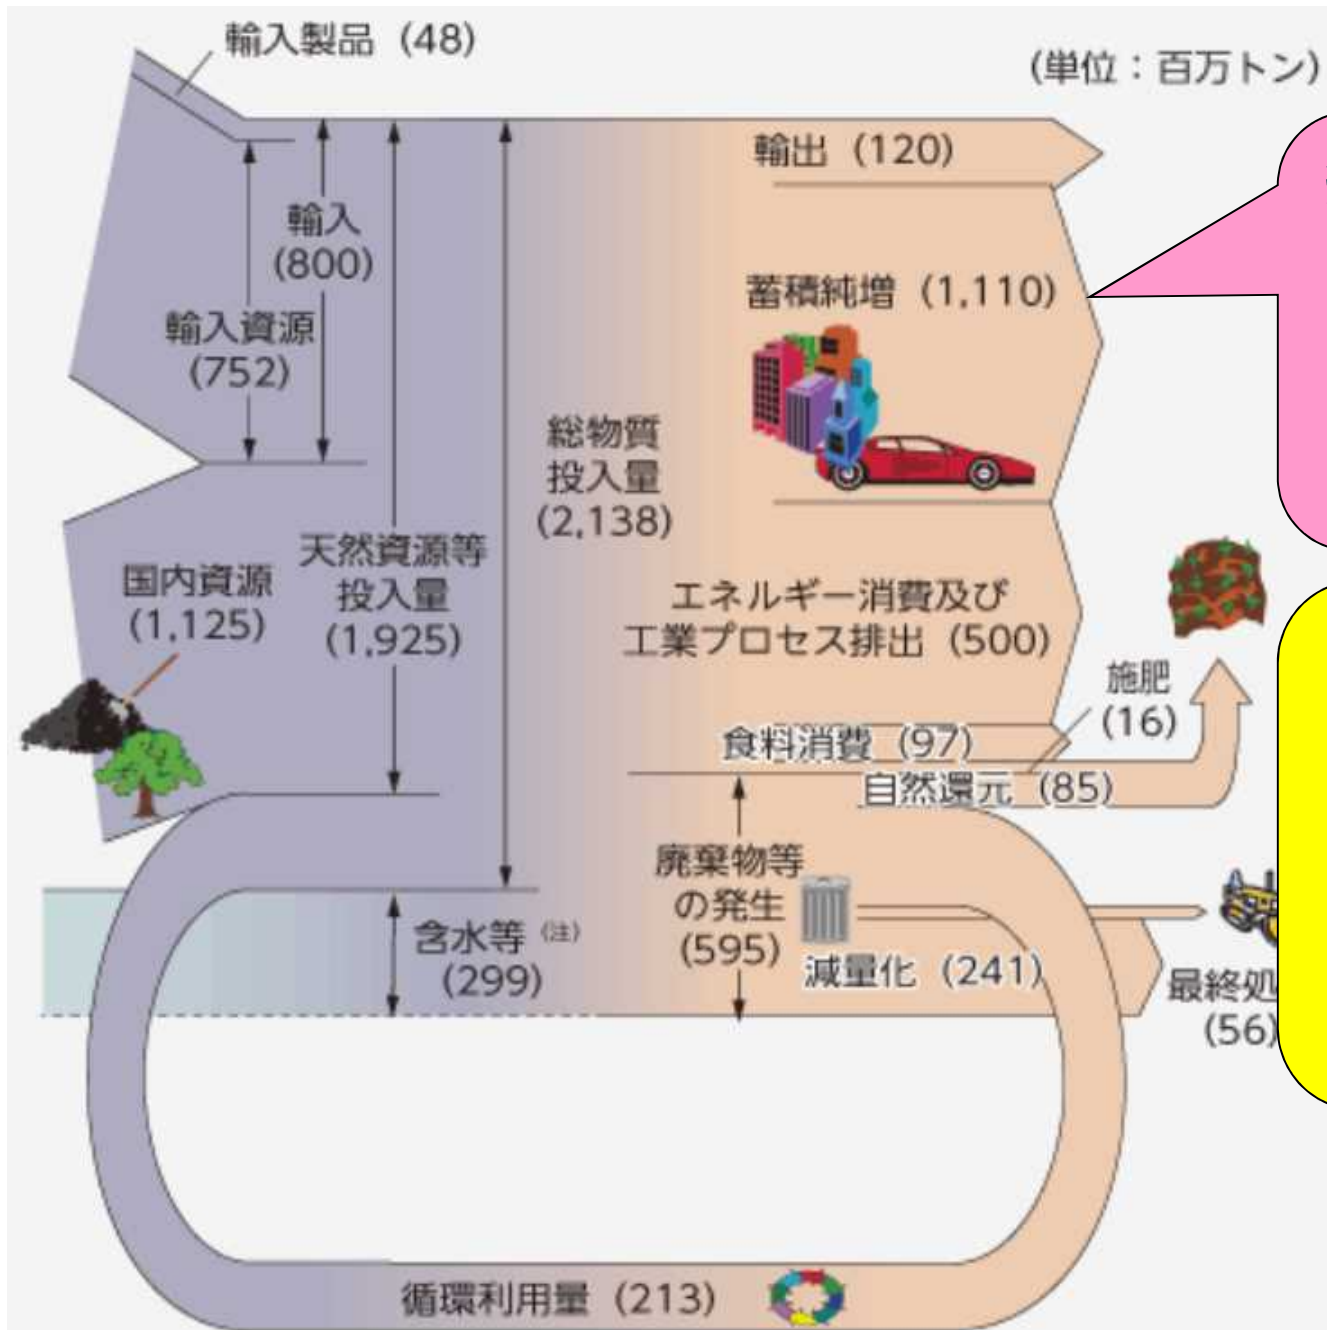 輸入製品 (48)
(単位：百万トン)
輸出 (120)
輸入
(800)
輸入資源
(752)
蓄積純増 (1,110)
総物質
投入量
(2,138)
天然資源等
投入量
(1,925)
国内資源
(1,125)
エネルギー消費及び
工業プロセス排出 (500)
施肥
(16)
食料消費 (97)
自然還元 (85)
廃棄物等
の発生
(595)
含水等 (注)
(299)
減量化 (241)
最終処
(56)
循環利用量 (213)